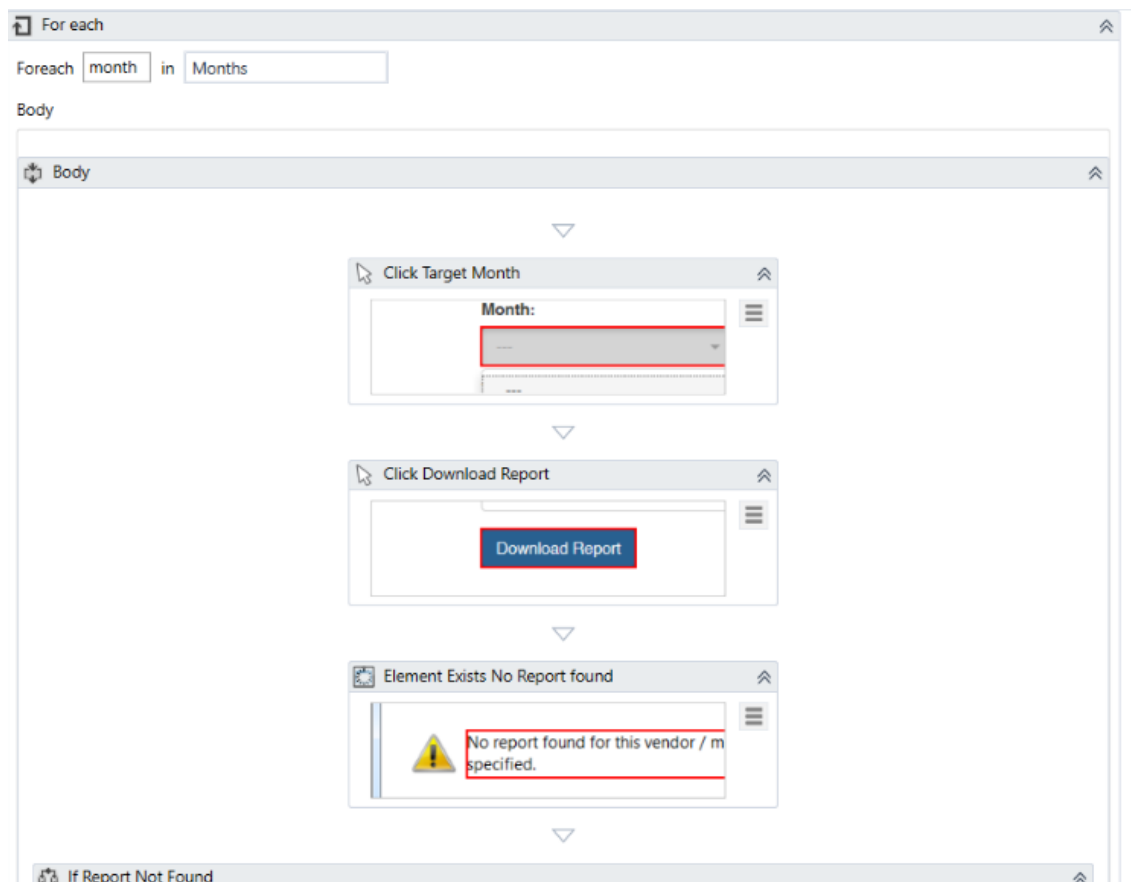 For each
Foreach month in Months
Body
Body
Click Target Month
Month:
---
---
Click Download Report
Download Report
Element Exists No Report found
No report found for this vendor / m
specified.
If Report Not Found